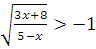 √((3x+8)/(5−x)) > −1